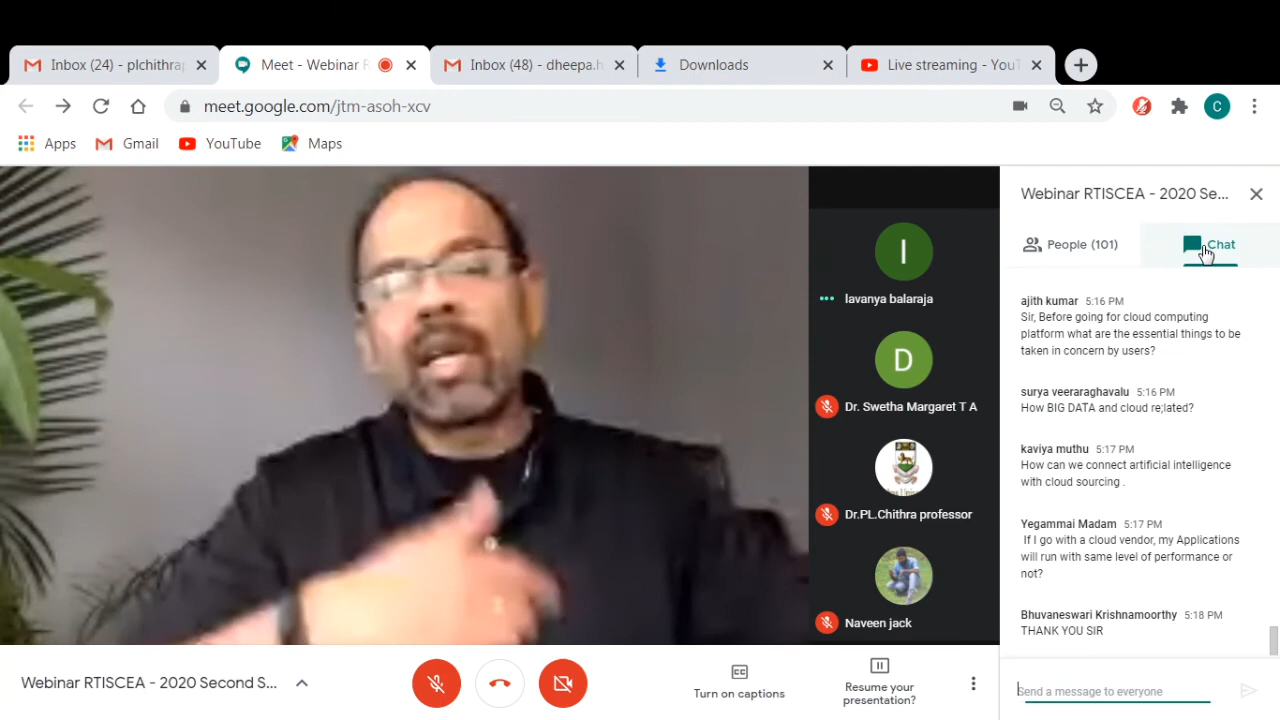 Inbox (24) - plchithrap
Meet - Webinar R
Inbox (48) - dheepa.h
Downloads
Live streaming - YouT
meet.google.com/jtm-asoh-xcv
C
Apps
Gmail
YouTube
Maps
I
lavanya balaraja
D
Dr. Swetha Margaret T A
Dr.PL.Chithra professor
Naveen jack
Webinar RTISCEA - 2020 Se...
People (101)
Chat
ajith kumar 5:16 PM
Sir, Before going for cloud computing
platform what are the essential things to be
taken in concern by users?
surya veeraraghavalu 5:16 PM
How BIG DATA and cloud re;lated?
kaviya muthu 5:17 PM
How can we connect artificial intelligence
with cloud sourcing .
Yegammai Madam 5:17 PM
If I go with a cloud vendor, my Applications
will run with same level of performance or
not?
Bhuvaneswari Krishnamoorthy 5:18 PM
THANK YOU SIR
Send a message to everyone
Webinar RTISCEA - 2020 Second S...
CC
Turn on captions
Resume your
presentation?